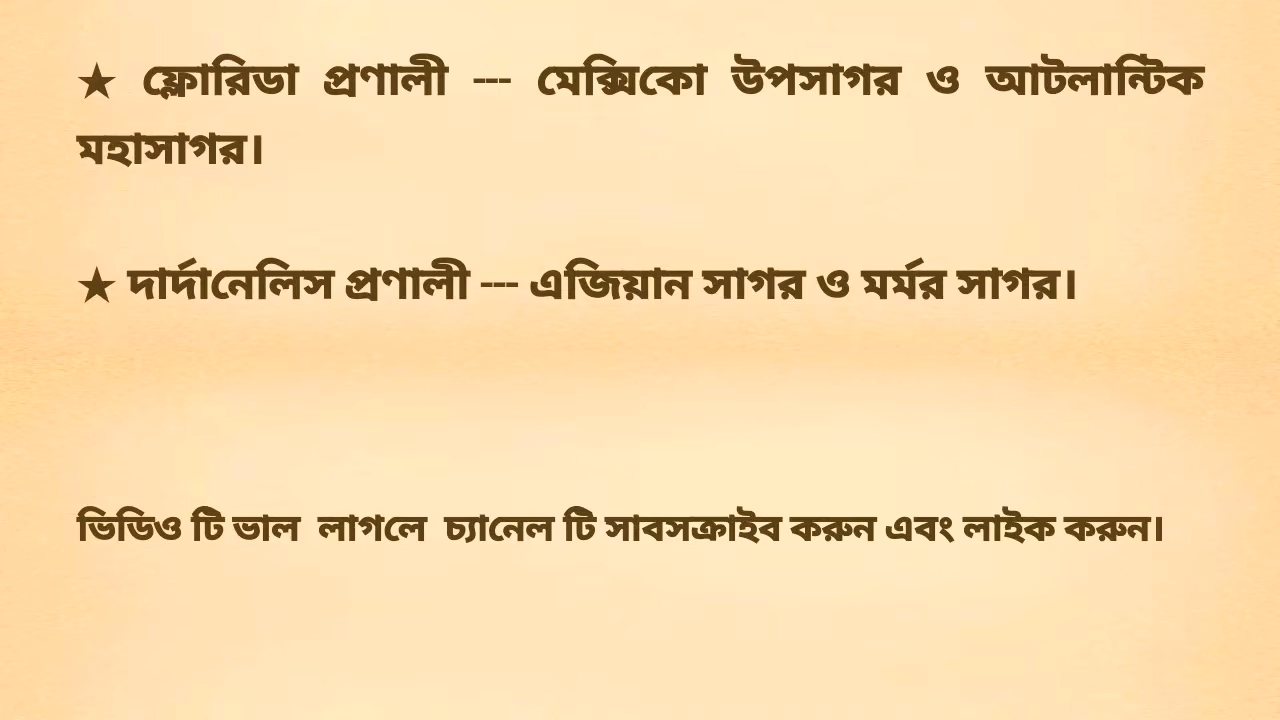 ★ ফ্লোরিডা প্রণালী --- মেক্সিকো উপসাগর ও আটলান্টিক
মহাসাগর।
★ দার্দানেলিস প্রণালী --- এজিয়ান সাগর ও মর্মর সাগর।
ভিডিও টি ভাল লাগলে চ্যানেল টি সাবসক্রাইব করুন এবং লাইক করুন।